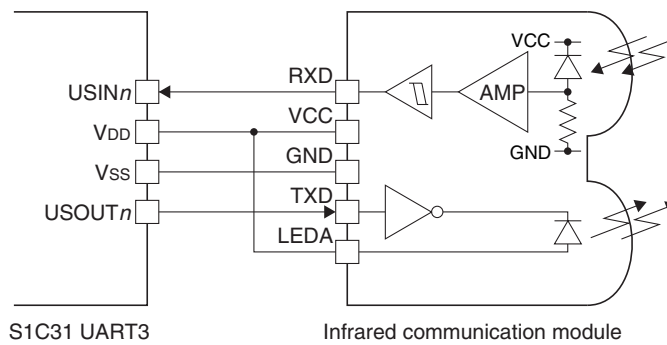 USINn
VDD
VSS
USOUTn
RXD
VCC
GND
TXD
LEDA
AMP
VCC
GND
S1C31 UART3
Infrared communication module